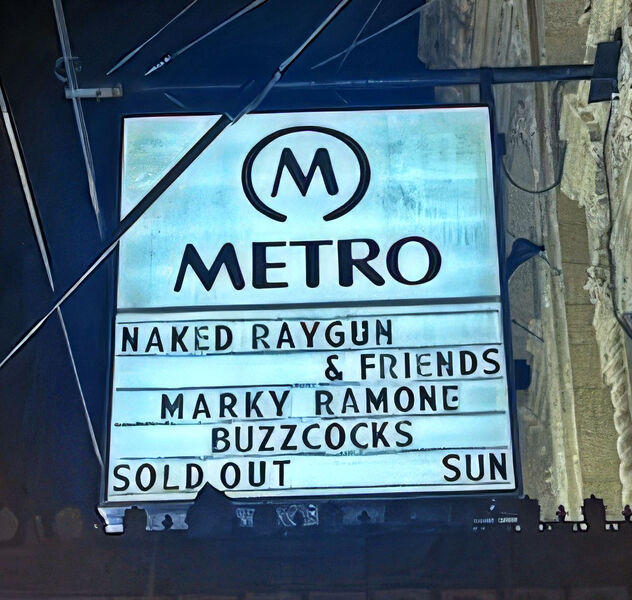 M
METRO
NAKED RAYGUN
& FRIENDS
MARKY RAMONE
BUZZCOCKS
SOLD OUT SUN